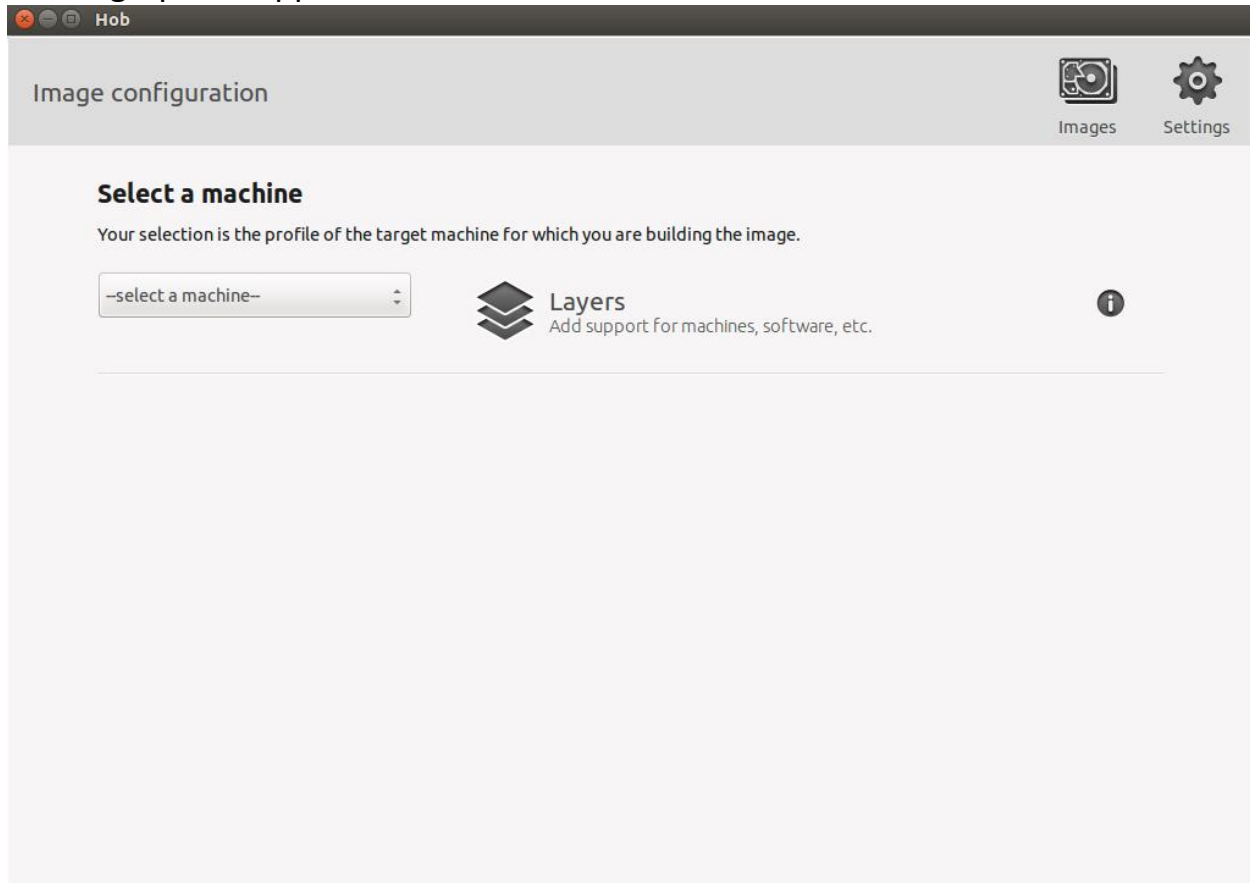 Hob
Image configuration
Images
Settings
Select a machine
Your selection is the profile of the target machine for which you are building the image.
--select a machine--
Layers
Add support for machines, software, etc.